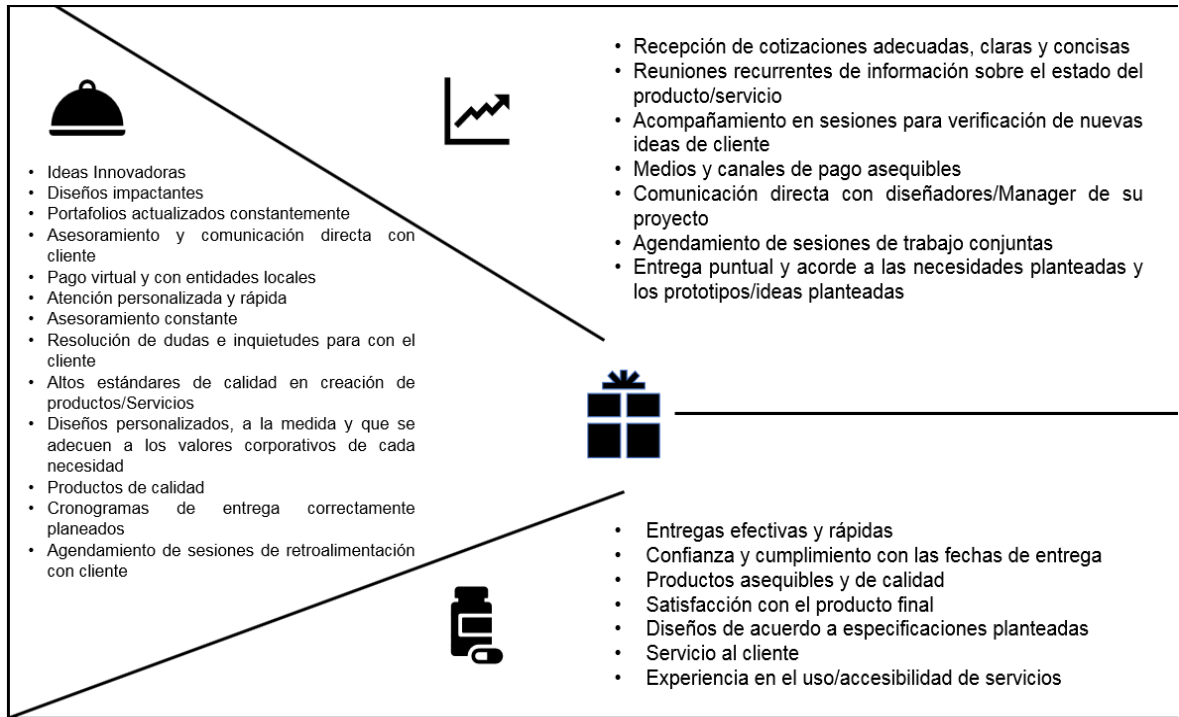 • Ideas Innovadoras
• Diseños impactantes
• Portafolios actualizados constantemente
• Asesoramiento y comunicación directa con
cliente
• Pago virtual y con entidades locales
• Atención personalizada y rápida
• Asesoramiento constante
• Resolución de dudas e inquietudes para con el
cliente
• Altos estándares de calidad en creación de
productos/Servicios
• Diseños personalizados, a la medida y que se
adecuen a los valores corporativos de cada
necesidad
• Productos de calidad
• Cronogramas de entrega correctamente
planeados
• Agendamiento de sesiones de retroalimentación
con cliente
• Recepción de cotizaciones adecuadas, claras y concisas
• Reuniones recurrentes de información sobre el estado del
producto/servicio
• Acompañamiento en sesiones para verificación de nuevas
ideas de cliente
• Medios y canales de pago asequibles
• Comunicación directa con diseñadores/Manager de su
proyecto
• Agendamiento de sesiones de trabajo conjuntas
• Entrega puntual y acorde a las necesidades planteadas y
los prototipos/ideas planteadas
• Entregas efectivas y rápidas
• Confianza y cumplimiento con las fechas de entrega
• Productos asequibles y de calidad
• Satisfacción con el producto final
• Diseños de acuerdo a especificaciones planteadas
• Servicio al cliente
• Experiencia en el uso/accesibilidad de servicios